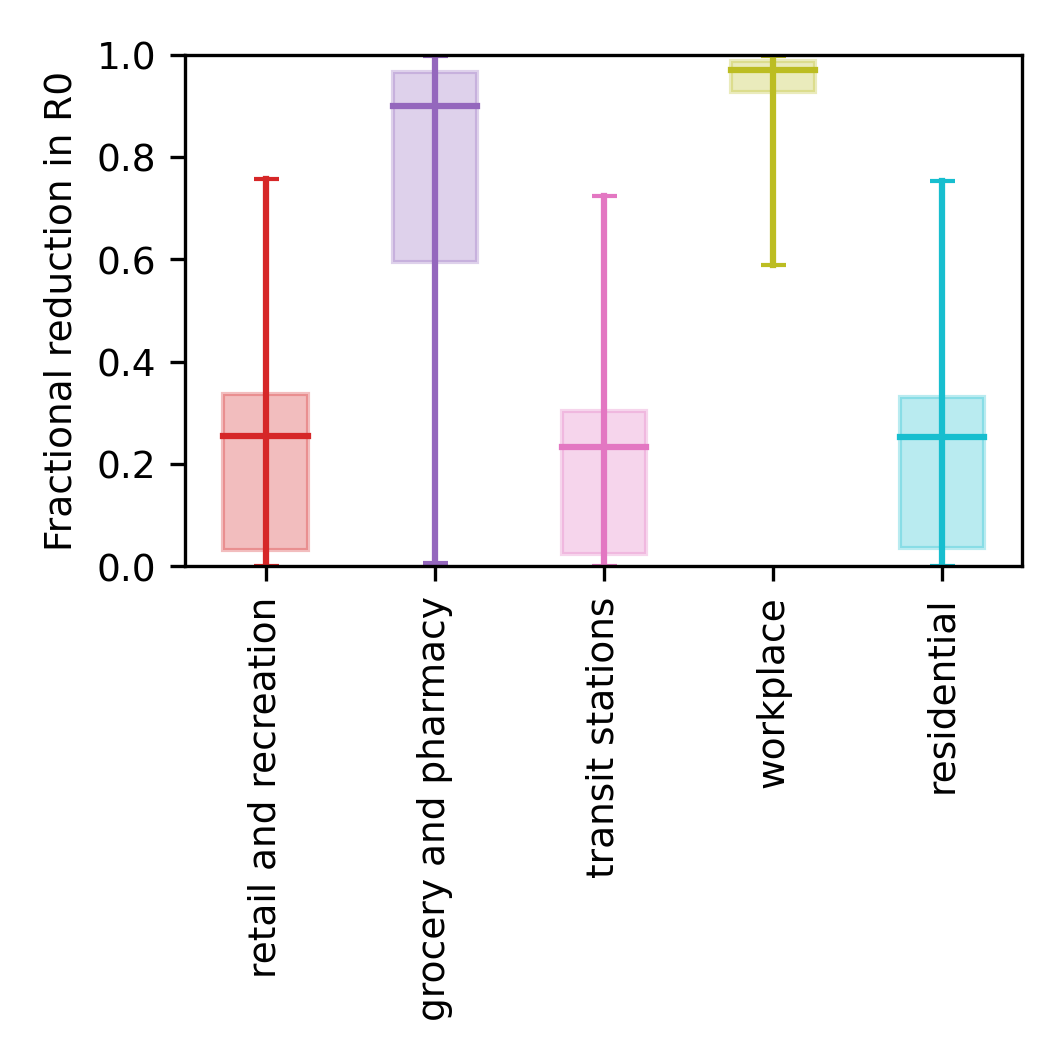 Fractional reduction in R0
1.0
0.8
0.6
0.4
0.2
0.0
retail and recreation
grocery and pharmacy
transit stations
workplace
residential